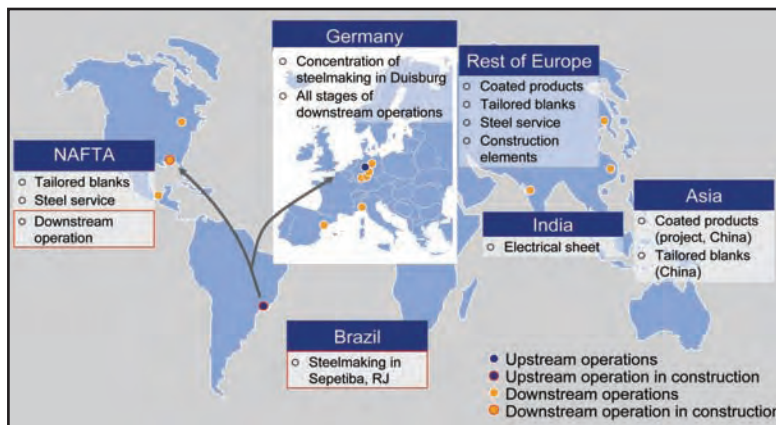 Germany
Concentration of
steelmaking in Duisburg
All stages of
downstream operations
Rest of Europe
Coated products
Tailored blanks
Steel service
Construction
elements
NAFTA
Tailored blanks
Steel service
Downstream
operation
India
Electrical sheet
Asia
Coated products
(project, China)
Tailored blanks
(China)
Brazil
Steelmaking in
Sepetiba, RJ
Upstream operations
Upstream operation in construction
Downstream operations
Downstream operation in construction